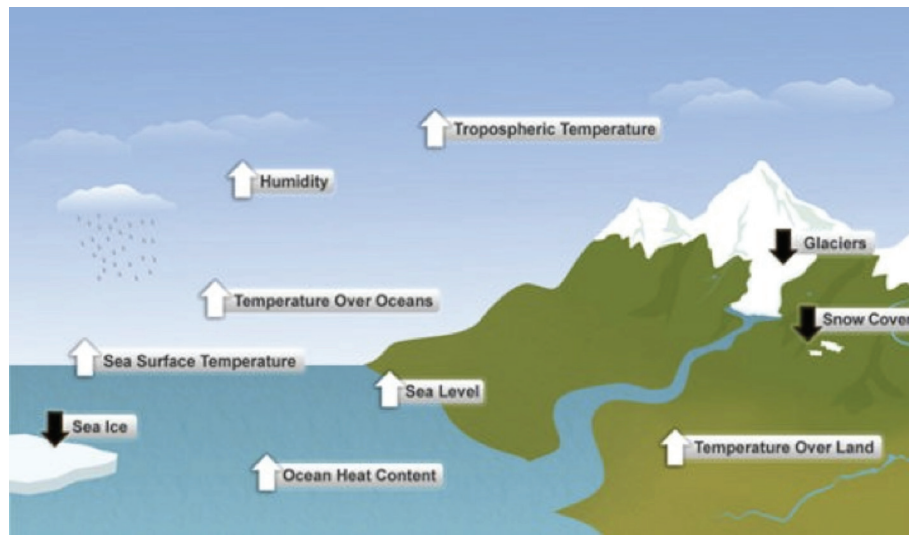 Tropospheric Temperature
Humidity
Glaciers
Temperature Over Oceans
Snow Cover
Sea Surface Temperature
Sea Level
Sea Ice
Temperature Over Land
Ocean Heat Content